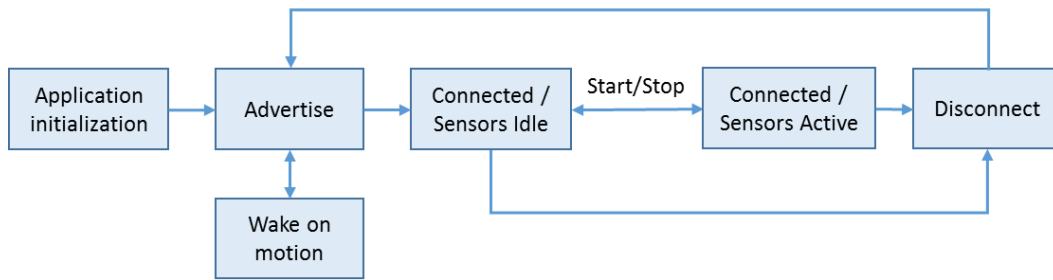 Application
initialization
Advertise
Connected /
Sensors Idle
Start/Stop
Connected /
Sensors Active
Disconnect
Wake on
motion